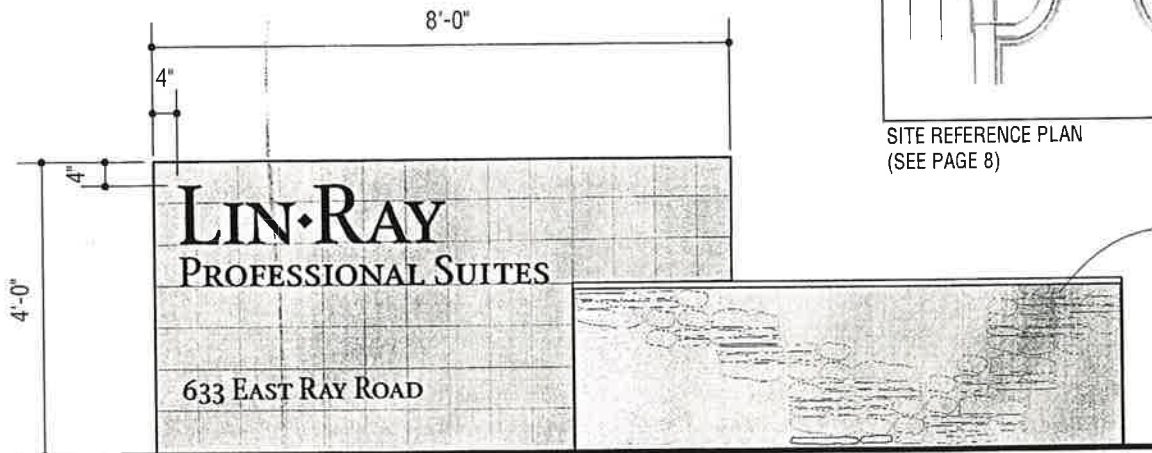 8'-0"
4"
SITE REFERENCE PLAN
(SEE PAGE 8)
4"
4'-0"
LIN·RAY
PROFESSIONAL SUITES
633 EAST RAY ROAD